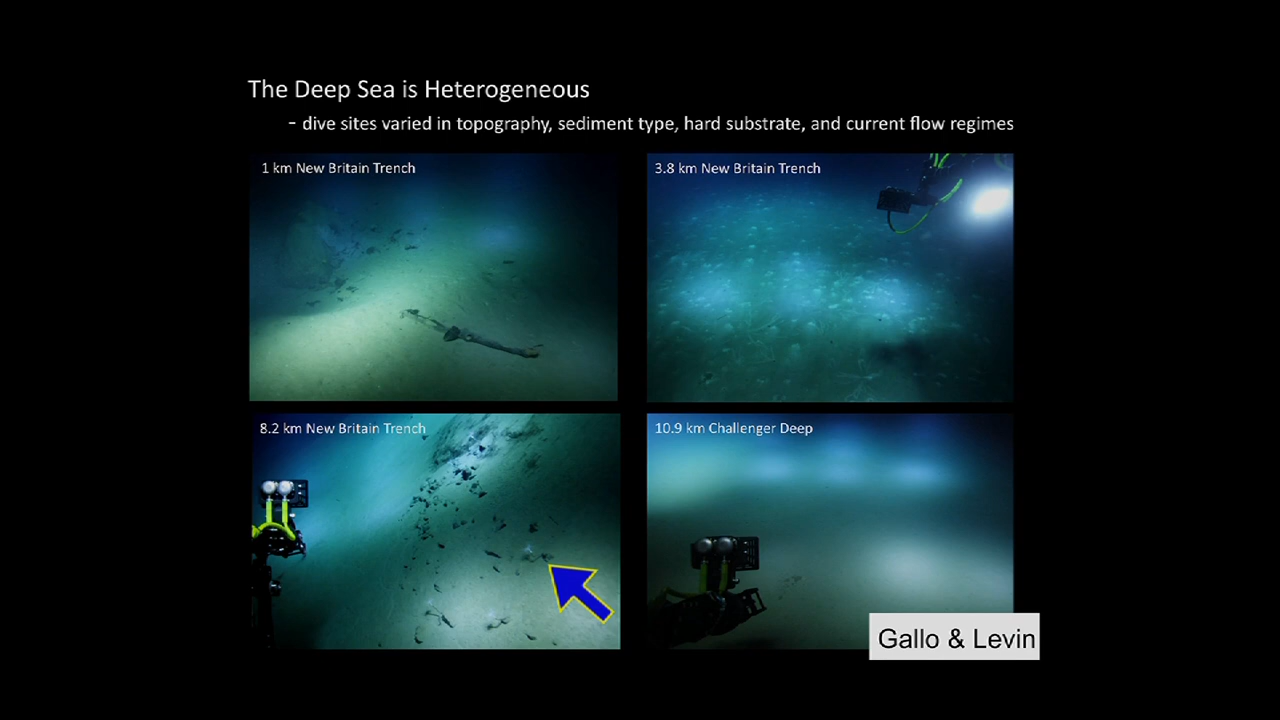 The Deep Sea is Heterogeneous
- dive sites varied in topography, sediment type, hard substrate, and current flow regimes
1 km New Britain Trench
3.8 km New Britain Trench
8.2 km New Britain Trench
10.9 km Challenger Deep
Gallo & Levin